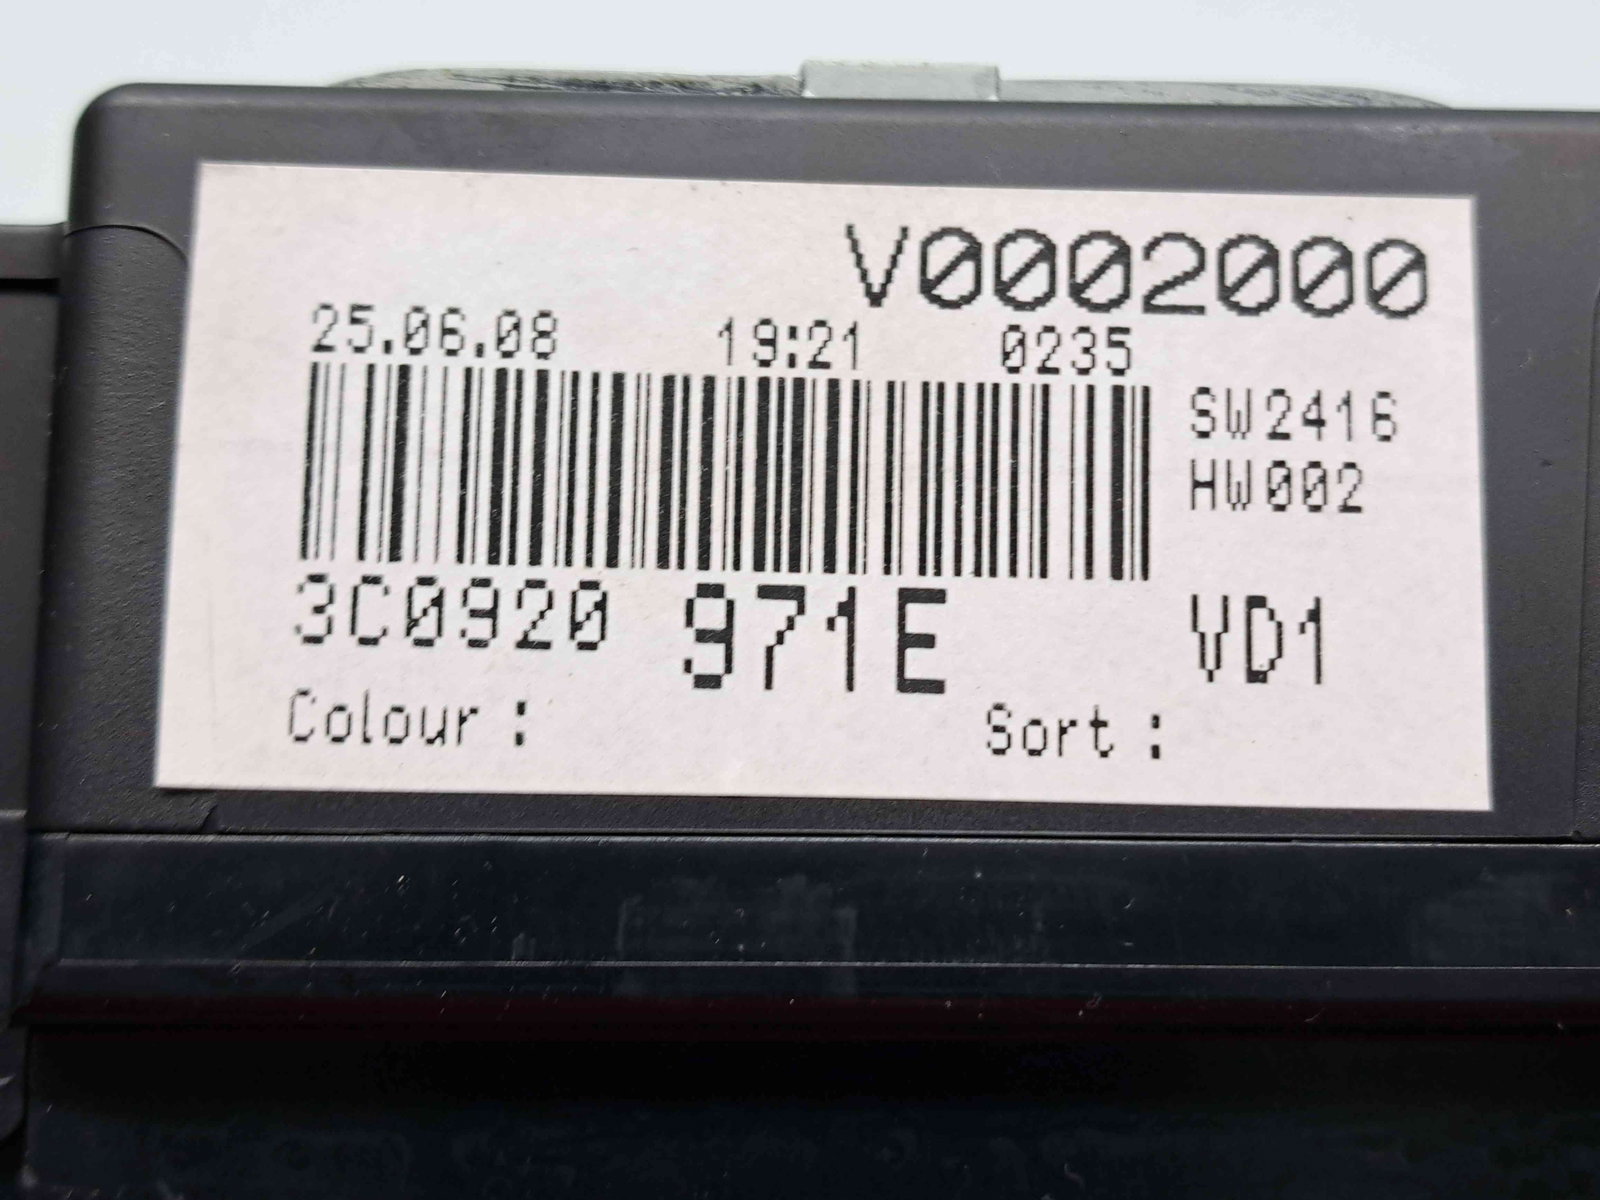 V0002000
25.06.08 19:21 0235
SW2416
HW002
3C0920 971E VD1
Colour : Sort :